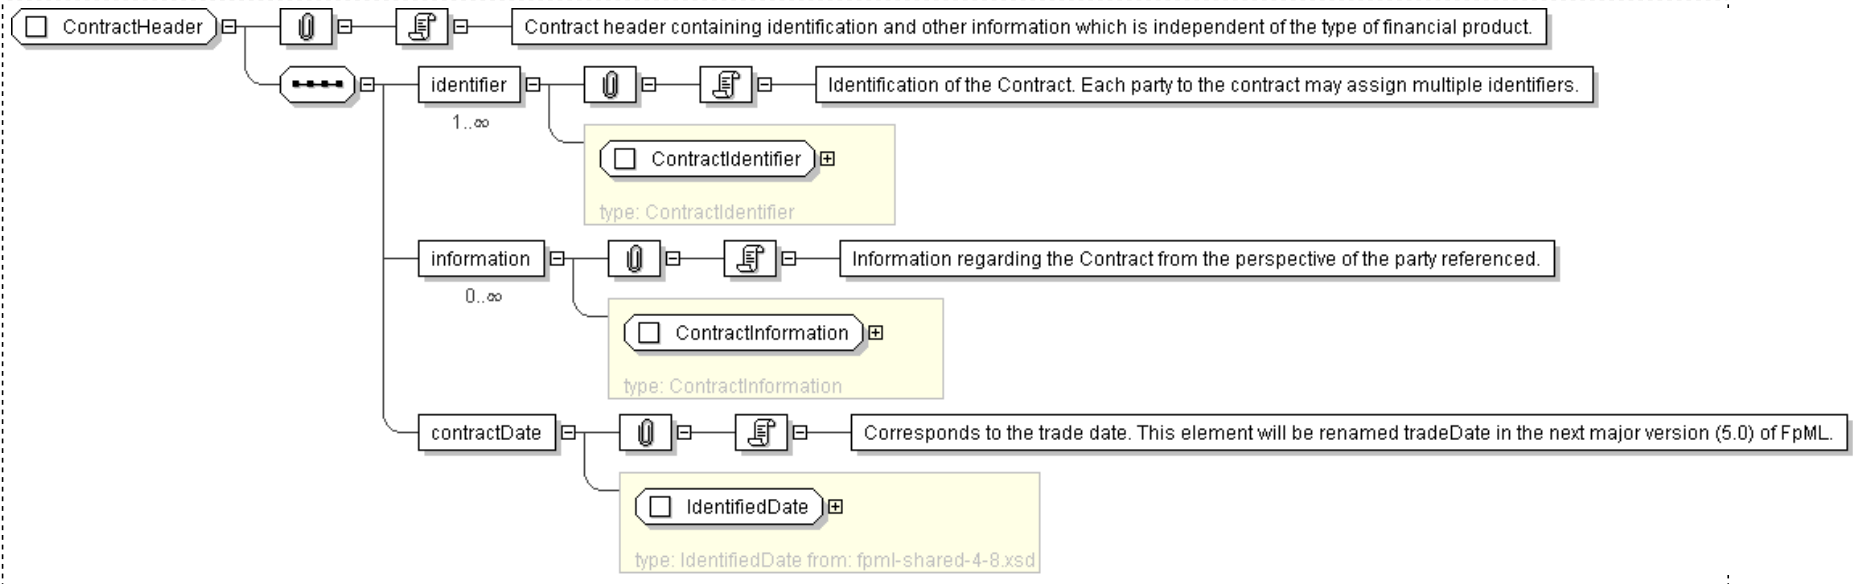 ContractHeader
Contract header containing identification and other information which is independent of the type of financial product.
identifier
Identification of the Contract. Each party to the contract may assign multiple identifiers.
1..∞
ContractIdentifier
type: ContractIdentifier
information
Information regarding the Contract from the perspective of the party referenced.
0..∞
ContractInformation
type: ContractInformation
contractDate
Corresponds to the trade date. This element will be renamed tradeDate in the next major version (5.0) of FpML.
IdentifiedDate
type: IdentifiedDate from: fpml-shared-4-8.xsd